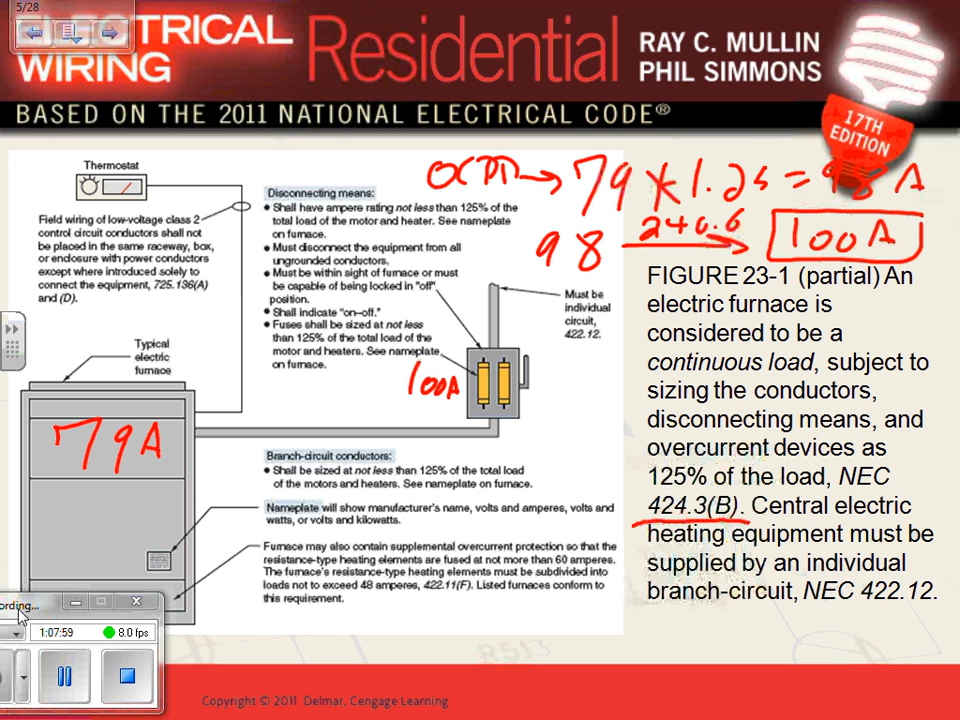 5/28
ELECTRICAL
WIRING
Residential
RAY C. MULLIN
PHIL SIMMONS
BASED ON THE 2011 NATIONAL ELECTRICAL CODE®
17TH
EDITION
OCPD → 79 × 1.25 = 98 A
98 240.6 → 100A
Thermostat
Field wiring of low-voltage class 2
control circuit conductors shall not
be placed in the same raceway, box,
or enclosure with power conductors
except where introduced solely to
connect the equipment, 725.136(A)
and (D).
Disconnecting means:
• Shall have ampere rating not less than 125% of the
total load of the motor and heater. See nameplate
on furnace.
• Must disconnect the equipment from all
ungrounded conductors.
• Must be within sight of furnace or must
be capable of being locked in "off"
position.
• Shall indicate "on–off."
• Fuses shall be sized at not less
than 125% of the total load of the
motor and heaters. See nameplate
on furnace.
Must be
individual
circuit,
422.12.
100A
Typical
electric
furnace
79A
Branch-circuit conductors:
• Shall be sized at not less than 125% of the total load
of the motors and heaters. See nameplate on furnace.
Nameplate will show manufacturer's name, volts and amperes, volts and
watts, or volts and kilowatts.
Furnace may also contain supplemental overcurrent protection so that the
resistance-type heating elements are fused at not more than 60 amperes.
The furnace's resistance-type heating elements must be subdivided into
loads not to exceed 48 amperes, 422.11(F). Listed furnaces conform to
this requirement.
FIGURE 23-1 (partial) An
electric furnace is
considered to be a
continuous load, subject to
sizing the conductors,
disconnecting means, and
overcurrent devices as
125% of the load, NEC
424.3(B). Central electric
heating equipment must be
supplied by an individual
branch-circuit, NEC 422.12.
ording...
1:07:59
8.0 fps
R513
Copyright © 2011 Delmar, Cengage Learning